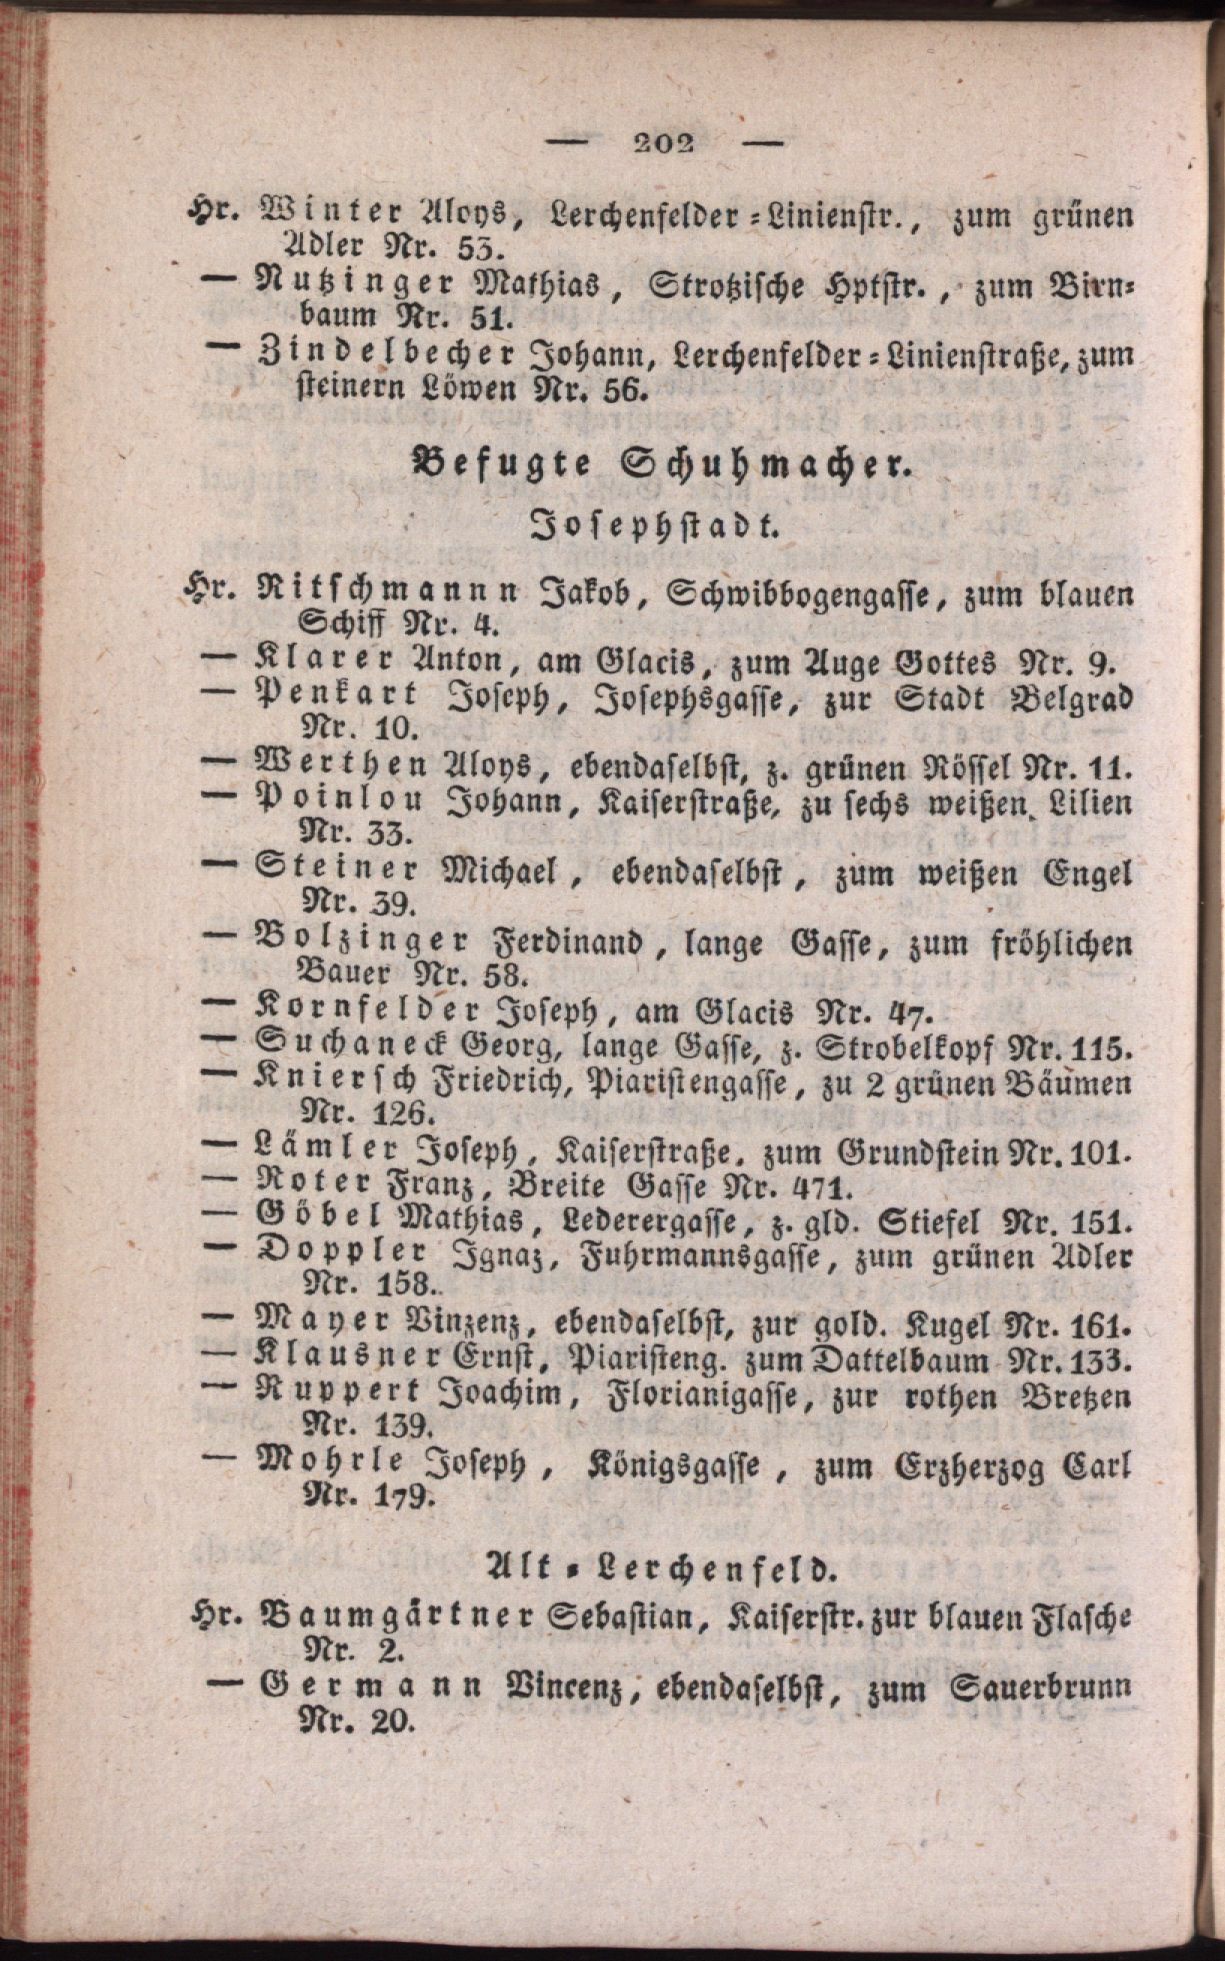 — 202 —
Hr. Winter Aloys, Lerchenfelder-Linienstr., zum grünen
Adler Nr. 53.
— Nutzinger Mathias, Strotzische Hptstr., zum Birn-
baum Nr. 51.
— Zindelbecher Johann, Lerchenfelder-Linienstraße, zum
steinern Löwen Nr. 56.
Befugte Schuhmacher.
Josephstadt.
Hr. Ritschmannn Jakob, Schwibbogengasse, zum blauen
Schiff Nr. 4.
— Klarer Anton, am Glacis, zum Auge Gottes Nr. 9.
— Penkart Joseph, Josephsgasse, zur Stadt Belgrad
Nr. 10.
— Werthen Aloys, ebendaselbst, z. grünen Rössel Nr. 11.
— Poinlou Johann, Kaiserstraße, zu sechs weißen Lilien
Nr. 33.
— Steiner Michael, ebendaselbst, zum weißen Engel
Nr. 39.
— Bolzinger Ferdinand, lange Gasse, zum fröhlichen
Bauer Nr. 58.
— Kornfelder Joseph, am Glacis Nr. 47.
— Suchaneck Georg, lange Gasse, z. Strobelkopf Nr. 115.
— Kniersch Friedrich, Piaristengasse, zu 2 grünen Bäumen
Nr. 126.
— Lämler Joseph, Kaiserstraße, zum Grundstein Nr. 101.
— Roter Franz, Breite Gasse Nr. 471.
— Göbel Mathias, Lederergasse, z. gld. Stiefel Nr. 151.
— Doppler Ignaz, Fuhrmannsgasse, zum grünen Adler
Nr. 158.
— Mayer Vinzenz, ebendaselbst, zur gold. Kugel Nr. 161.
— Klausner Ernst, Piaristeng. zum Dattelbaum Nr. 133.
— Ruppert Joachim, Florianigasse, zur rothen Bretzen
Nr. 139.
— Mohrle Joseph, Königsgasse, zum Erzherzog Carl
Nr. 179.
Alt-Lerchenfeld.
Hr. Baumgärtner Sebastian, Kaiserstr. zur blauen Flasche
Nr. 2.
— Germann Vincenz, ebendaselbst, zum Sauerbrunn
Nr. 20.